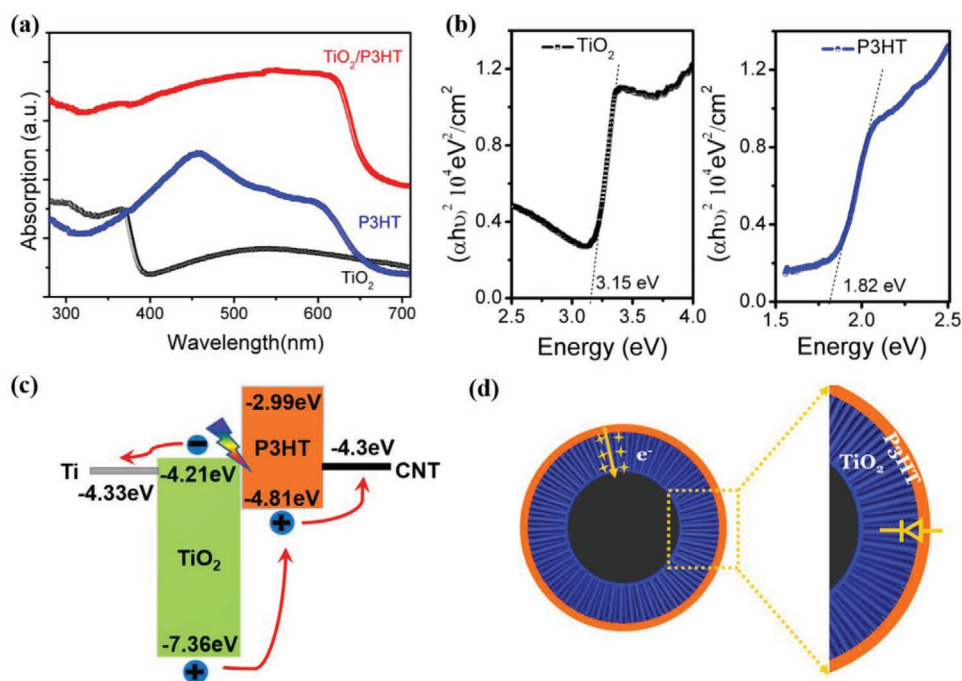 (a)
TiO2/P3HT
P3HT
TiO2
Absorption (a.u.)
300 400 500 600 700
Wavelength(nm)
(b)
TiO2
(αhυ)2 10^4eV^2/cm^2
1.2
0.8
0.4
0.0
3.15 eV
2.5 3.0 3.5 4.0
Energy (eV)
P3HT
(αhυ)2 10^4eV^2/cm^2
1.2
0.8
0.4
0.0
1.82 eV
1.5 2.0 2.5
Energy (eV)
(c)
-2.99eV
P3HT
-4.3eV
Ti
-4.21eV
CNT
-4.33eV
-4.81eV
TiO2
-7.36eV
(d)
e-
P3HT
TiO2